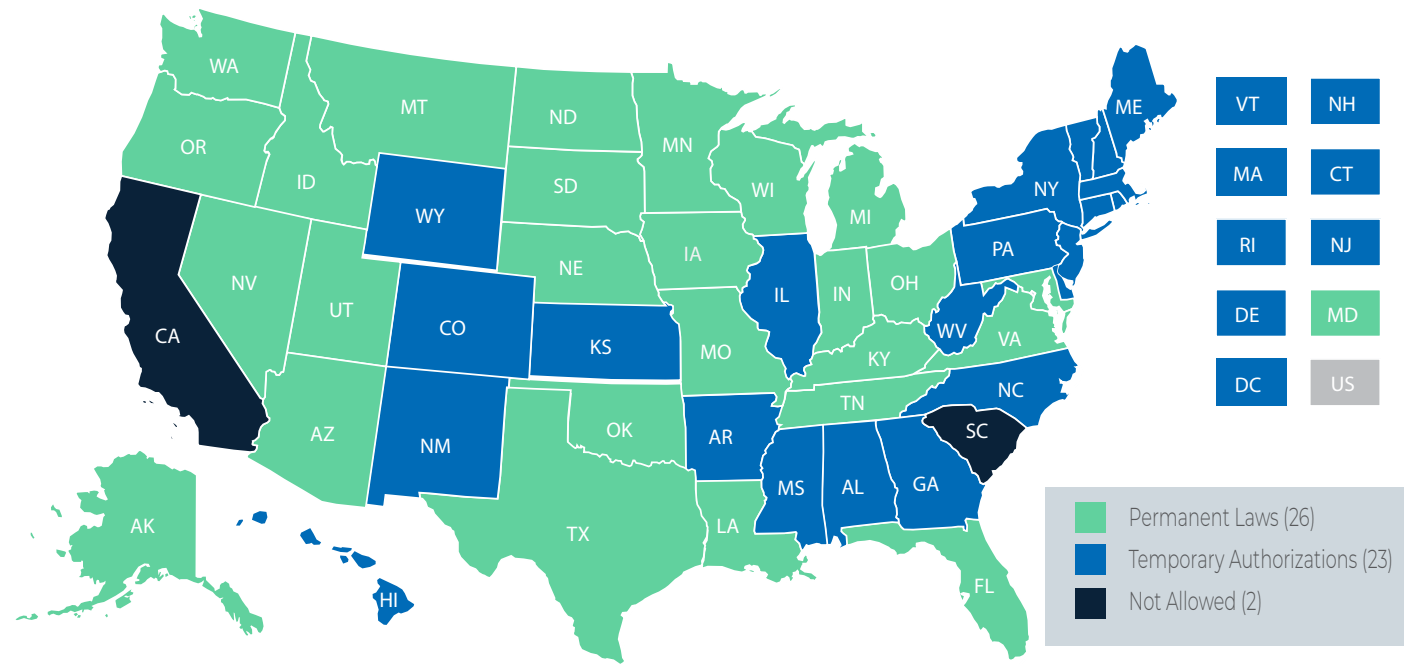 WA
MT
ND
MN
OR
ID
SD
WI
MI
ME
NY
VT NH
MA CT
RI NJ
DE MD
DC US
WY
NV
UT
CO
NE
KS
IA
IL
IN
OH
PA
WV
VA
CA
MO
KY
NC
TN
SC
AZ
NM
OK
AR
MS
AL
GA
TX
LA
FL
AK
HI
Permanent Laws (26)
Temporary Authorizations (23)
Not Allowed (2)